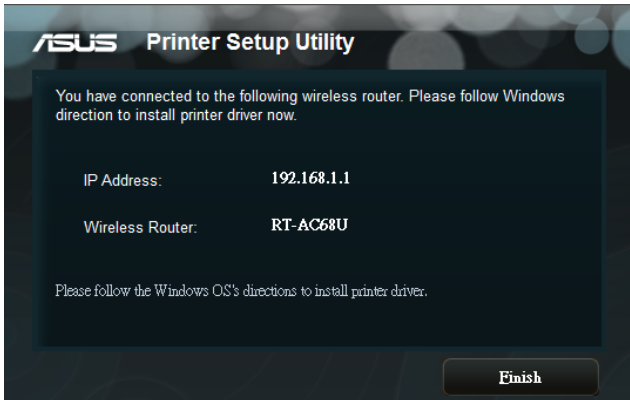 ASUS Printer Setup Utility
You have connected to the following wireless router. Please follow Windows
direction to install printer driver now.
IP Address: 192.168.1.1
Wireless Router: RT-AC68U
Please follow the Windows OS's directions to install printer driver.
Finish